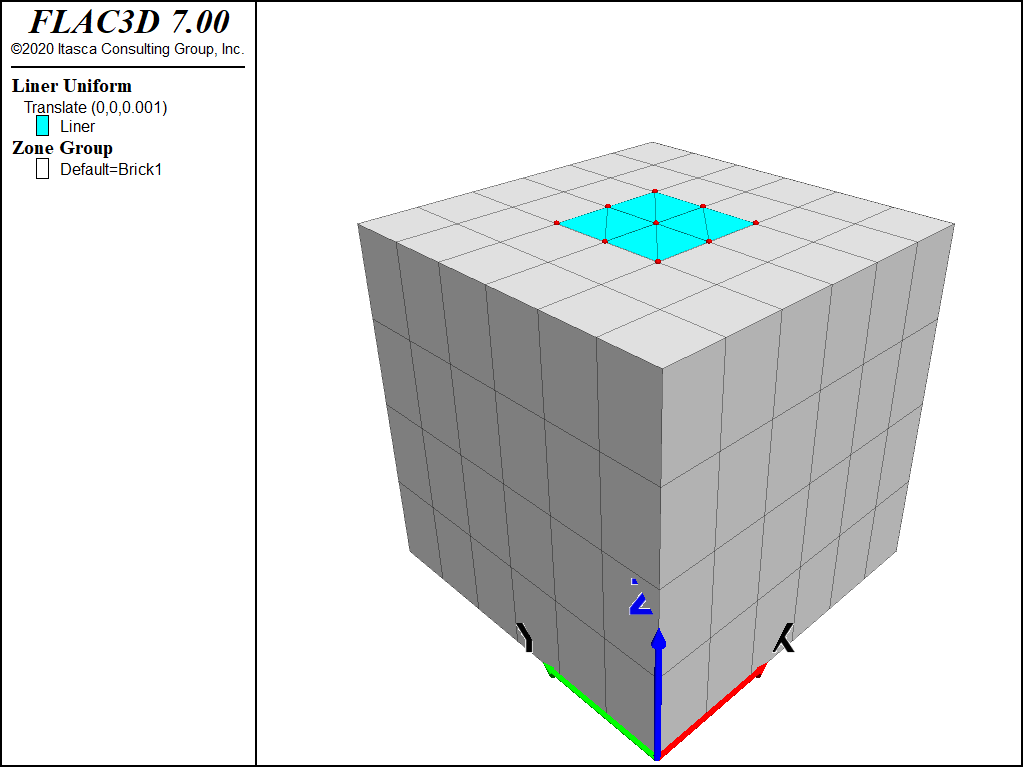 FLAC3D 7.00
©2020 Itasca Consulting Group, Inc.
Liner Uniform
Translate (0,0,0.001)
Liner
Zone Group
Default=Brick1
Z
Y
X